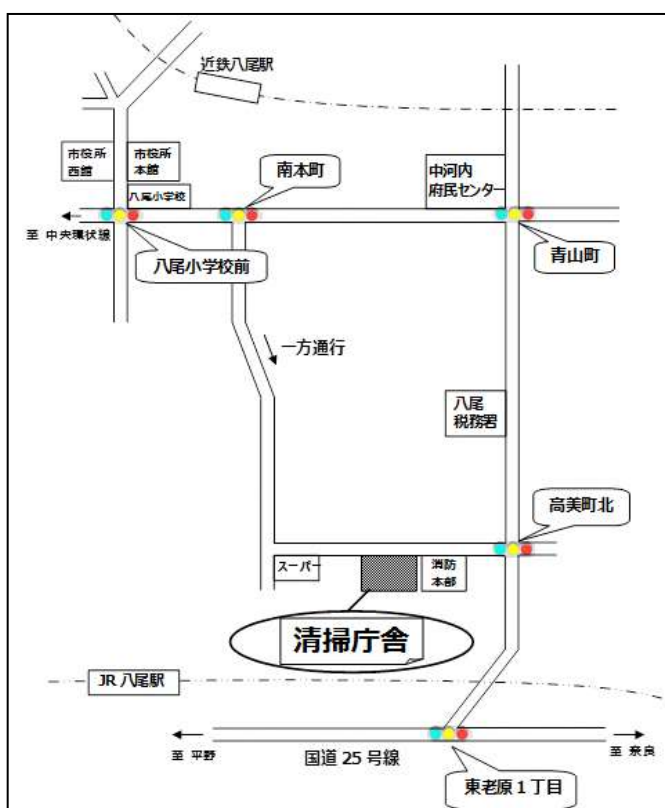 近鉄八尾駅
市役所
西館
市役所
本館
八尾小学校
南本町
中河内
府民センター
至 中央環状線
八尾小学校前
青山町
一方通行
八尾
税務署
高美町北
スーパー
消防
本部
清掃庁舎
JR 八尾駅
至 平野
国道 25 号線
至 奈良
東老原 1 丁目